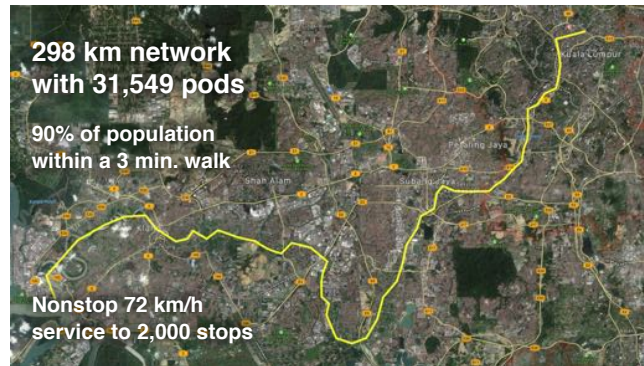 298 km network
with 31,549 pods
Kuala Lumpur
90% of population
within a 3 min. walk
Petaling Jaya
Shah Alam
Subang Jaya
Nonstop 72 km/h
service to 2,000 stops